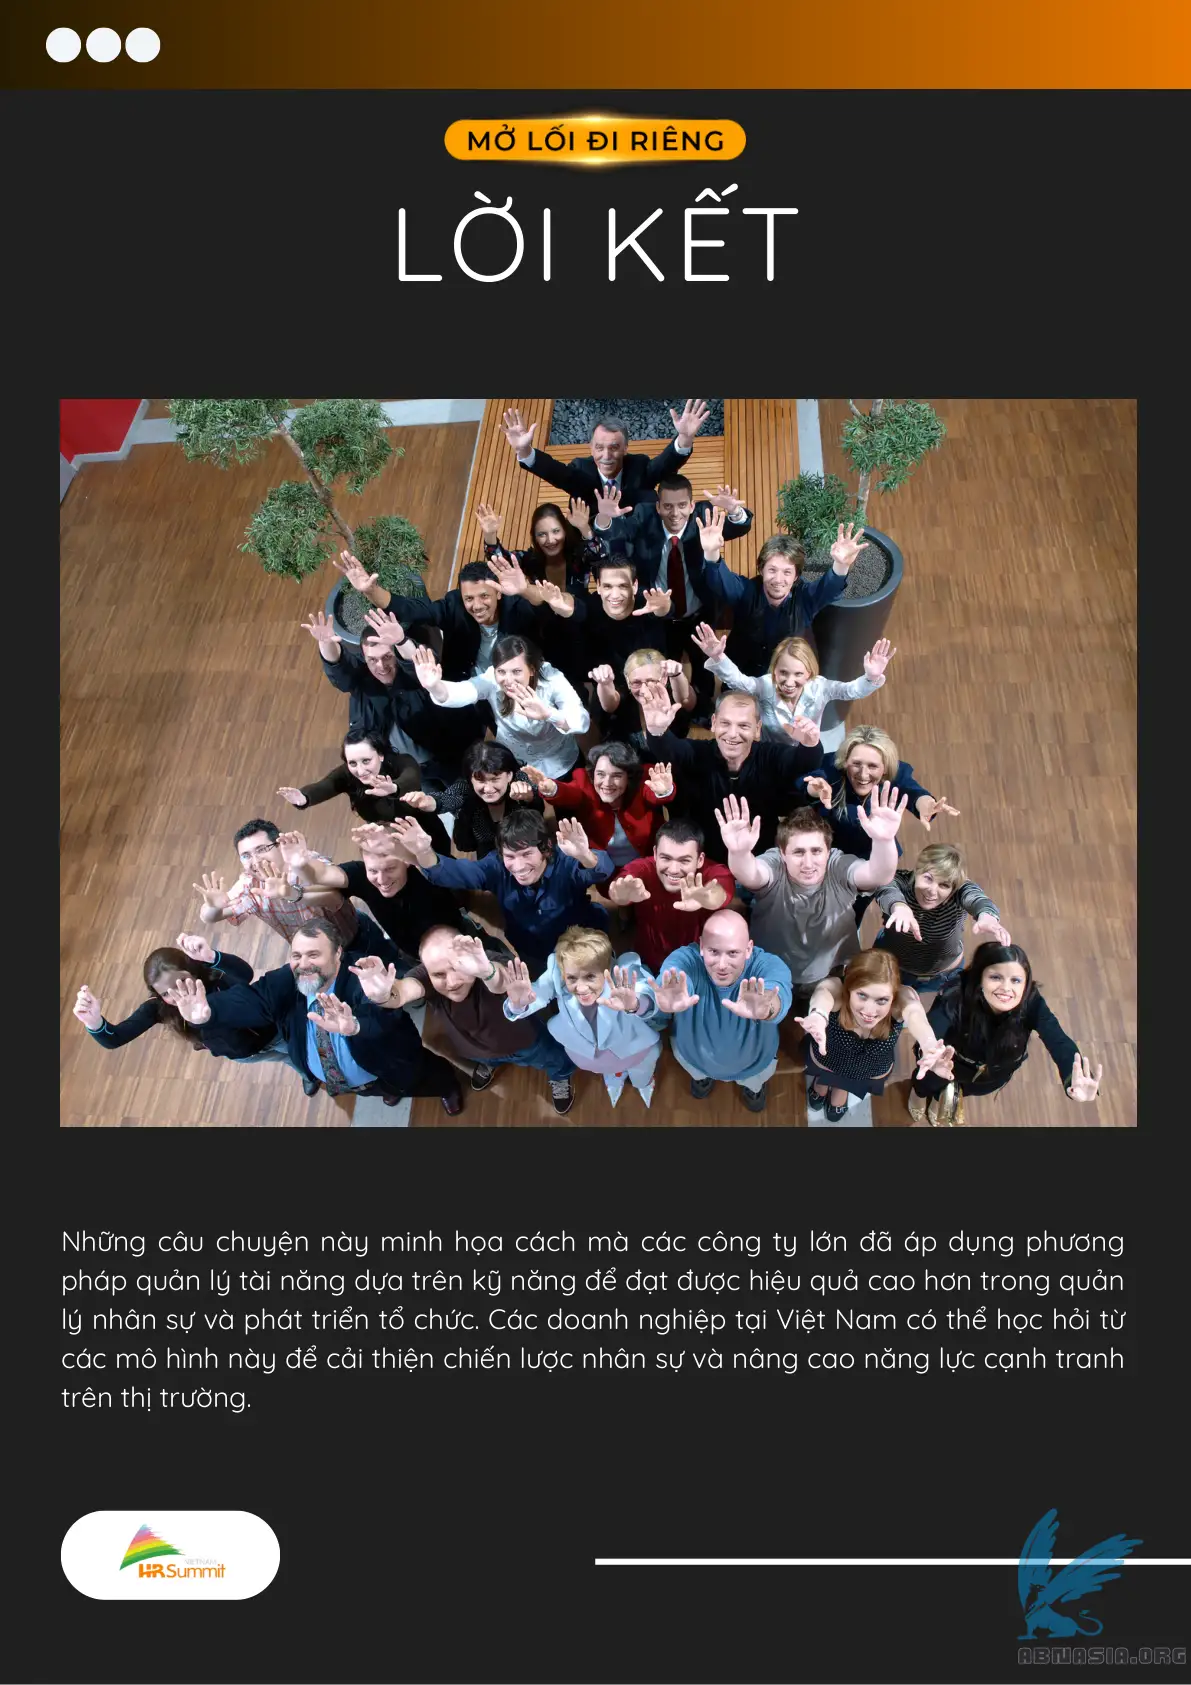 MỞ LỐI ĐI RIÊNG
LỜI KẾT
Những câu chuyện này minh họa cách mà các công ty lớn đã áp dụng phương
pháp quản lý tài năng dựa trên kỹ năng để đạt được hiệu quả cao hơn trong quản
lý nhân sự và phát triển tổ chức. Các doanh nghiệp tại Việt Nam có thể học hỏi từ
các mô hình này để cải thiện chiến lược nhân sự và nâng cao năng lực cạnh tranh
trên thị trường.
VIETNAM
HRSummit
ABNASIA.ORG